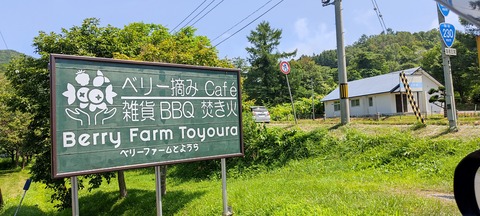 ベリー摘み Café
雑貨 BBQ 焚き火
Berry Farm Toyoura
ベリーファームとようら
230